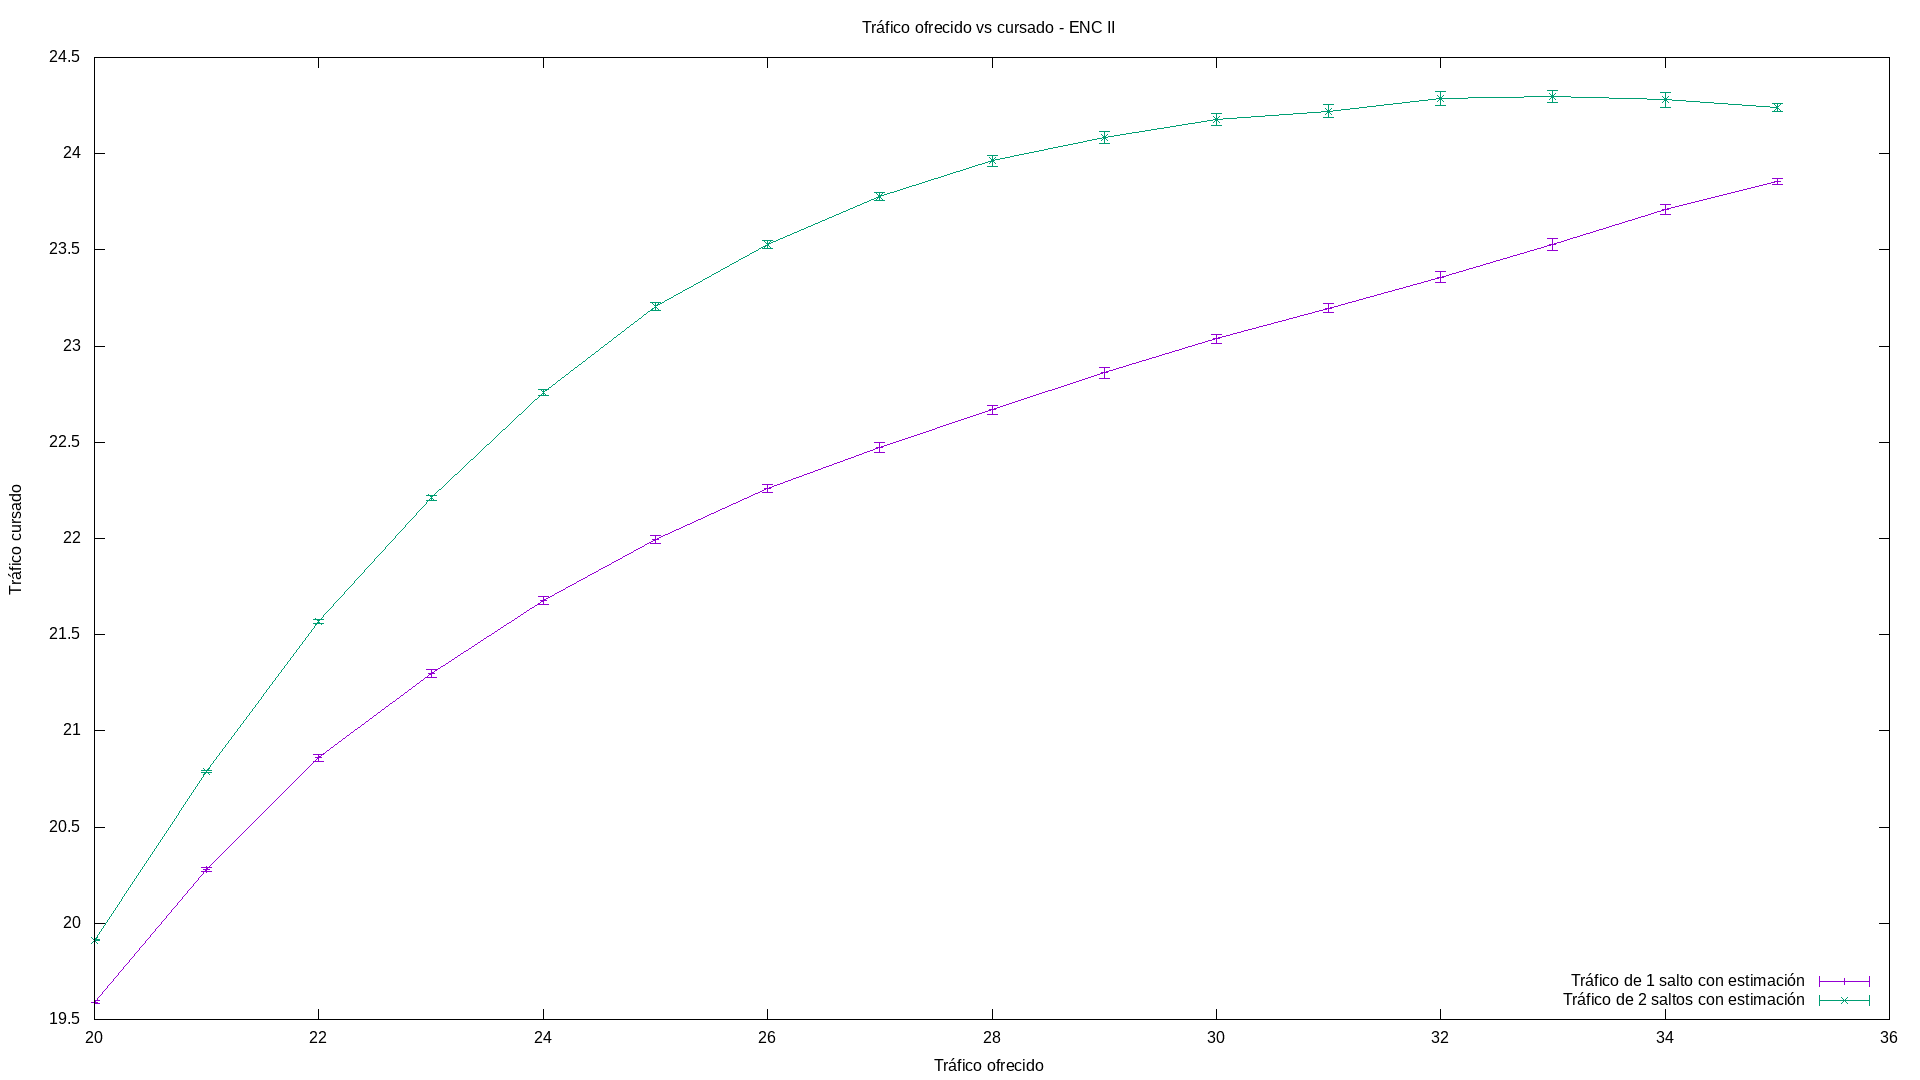 Tráfico ofrecido vs cursado - ENC II
24.5
24
23.5
23
22.5
22
21.5
21
20.5
20
19.5
Tráfico cursado
Tráfico de 1 salto con estimación
Tráfico de 2 saltos con estimación
20 22 24 26 28 30 32 34 36
Tráfico ofrecido